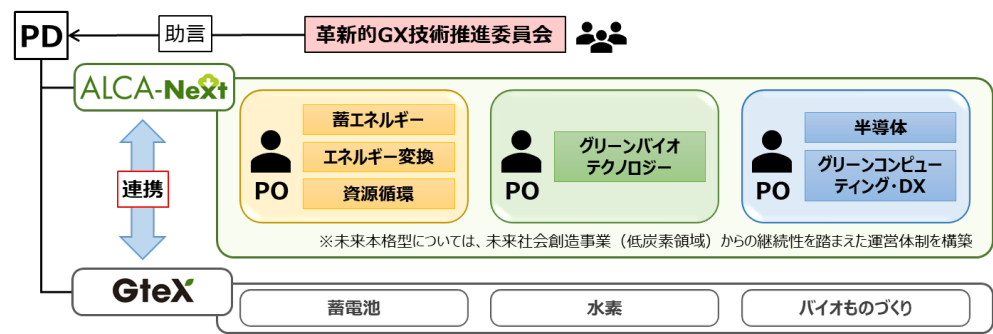 PD
助言
革新的GX技術推進委員会
ALCA-Next
PO
蓄エネルギー
エネルギー変換
資源循環
PO
グリーンバイオ
テクノロジー
PO
半導体
グリーンコンピュー
ティング・DX
連携
※未来本格型については、未来社会創造事業（低炭素領域）からの継続性を踏まえた運営体制を構築
GteX
蓄電池
水素
バイオものづくり